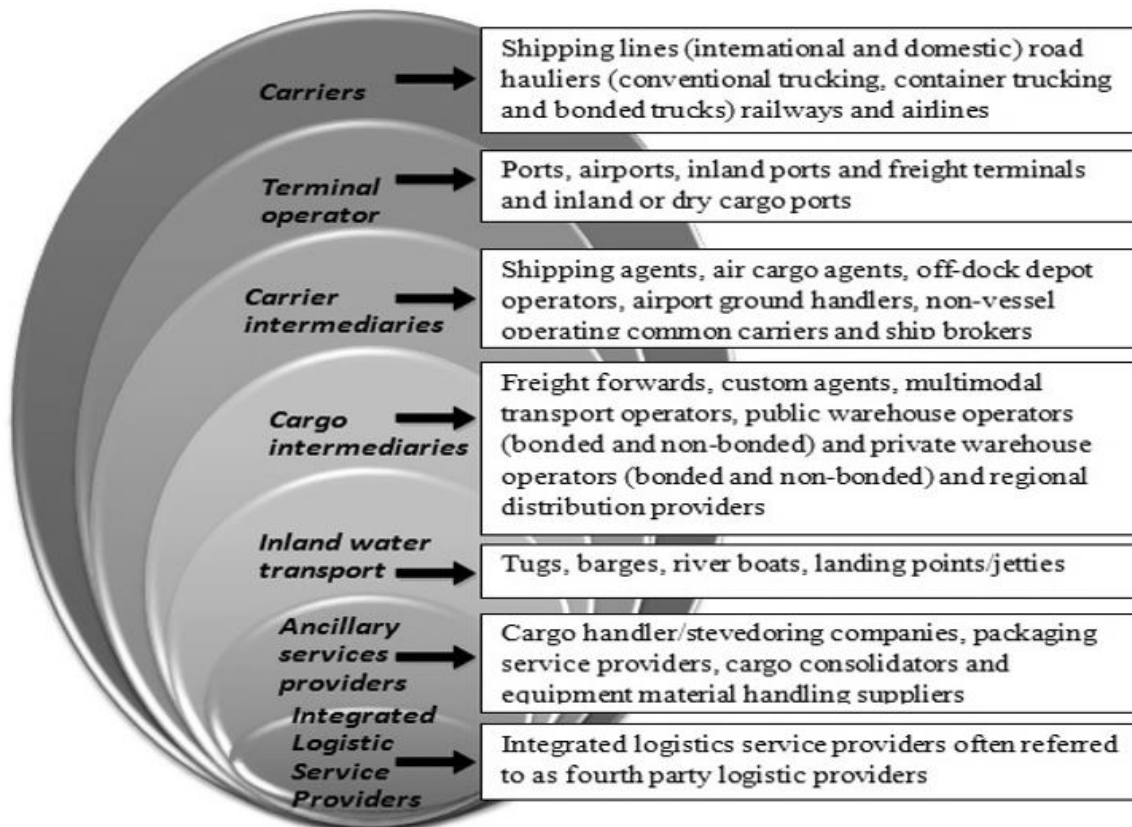 Carriers
Shipping lines (international and domestic) road
hauliers (conventional trucking, container trucking
and bonded trucks) railways and airlines
Terminal
operator
Ports, airports, inland ports and freight terminals
and inland or dry cargo ports
Carrier
intermediaries
Shipping agents, air cargo agents, off-dock depot
operators, airport ground handlers, non-vessel
operating common carriers and ship brokers
Cargo
intermediaries
Freight forwards, custom agents, multimodal
transport operators, public warehouse operators
(bonded and non-bonded) and private warehouse
operators (bonded and non-bonded) and regional
distribution providers
Inland water
transport
Tugs, barges, river boats, landing points/jetties
Ancillary
services
providers
Cargo handler/stevedoring companies, packaging
service providers, cargo consolidators and
equipment material handling suppliers
Integrated
Logistic
Service
Providers
Integrated logistics service providers often referred
to as fourth party logistic providers